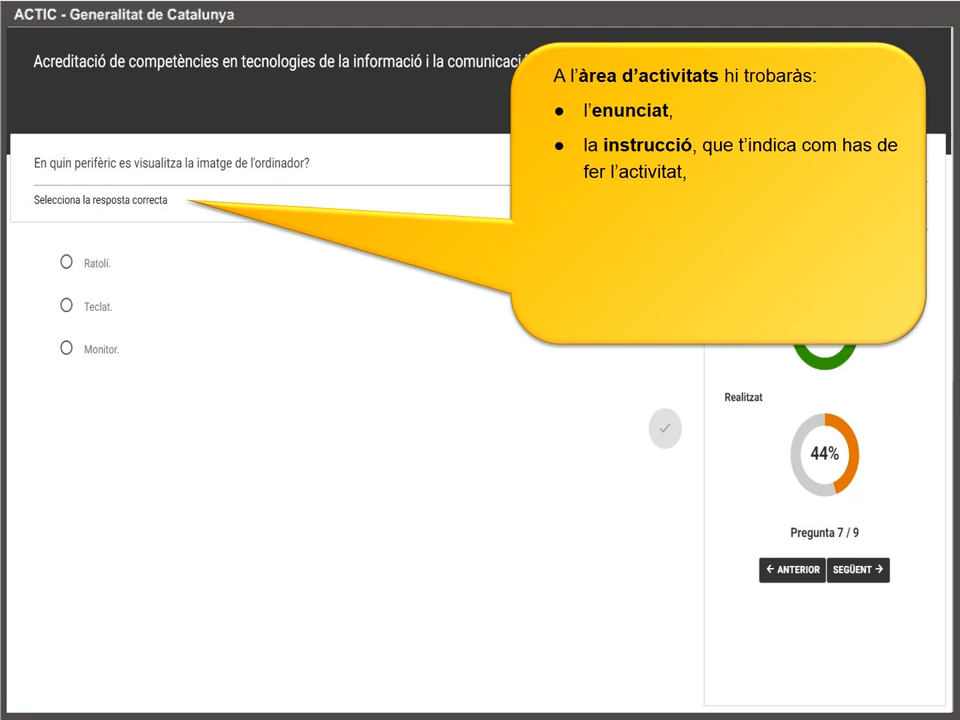 ACTIC - Generalitat de Catalunya
Acreditació de competències en tecnologies de la informació i la
A l'àrea d'activitats hi trobaràs:
● l'enunciat,
● la instrucció, que t'indica com has de
fer l'activitat,
En quin perifèric es visualitza la imatge de l'ordinador?
Selecciona la resposta correcta
Ratolí.
Teclat.
Monitor.
Realitzat
44%
Pregunta 7 / 9
← ANTERIOR
SEGÜENT →